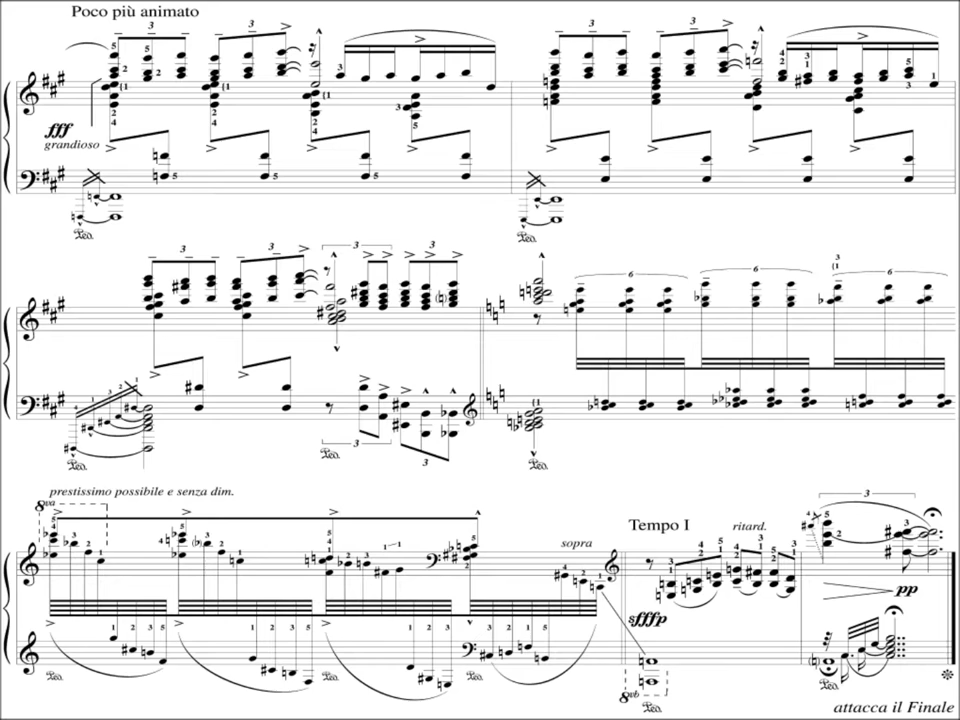 Poco più animato
fff
grandioso
prestissimo possibile e senza dim.
8va
sopra
Tempo I
ritard.
sfffp
pp
8vb
attacca il Finale